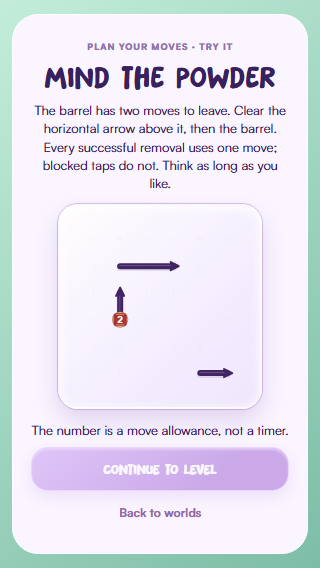 PLAN YOUR MOVES • TRY IT
MIND THE POWDER
The barrel has two moves to leave. Clear the
horizontal arrow above it, then the barrel.
Every successful removal uses one move;
blocked taps do not. Think as long as you
like.
2
The number is a move allowance, not a timer.
CONTINUE TO LEVEL
Back to worlds